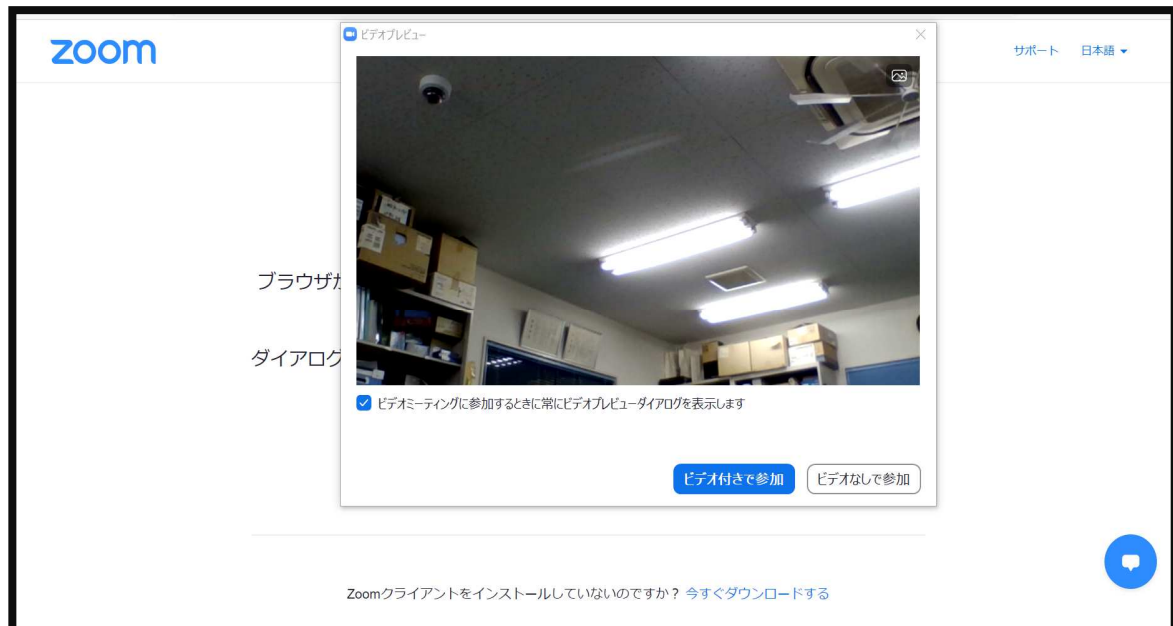 zoom
サポート 日本語
ビデオプレビュー
ブラウザ
ダイアログ
ビデオミーティングに参加するときに常にビデオプレビューダイアログを表示します
ビデオ付きで参加 ビデオなしで参加
Zoomクライアントをインストールしていないのですか？ 今すぐダウンロードする